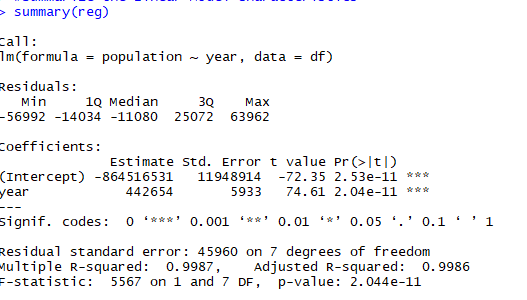 > summary(reg)
Call:
lm(formula = population ~ year, data = df)
Residuals:
Min 1Q Median 3Q Max
-56992 -14034 -11080 25072 63962
Coefficients:
Estimate Std. Error t value Pr(>|t|)
(Intercept) -864516531 11948914 -72.35 2.53e-11 ***
year 442654 5933 74.61 2.04e-11 ***
---
Signif. codes: 0 ‘***’ 0.001 ‘**’ 0.01 ‘*’ 0.05 ‘.’ 0.1 ‘ ’ 1
Residual standard error: 45960 on 7 degrees of freedom
Multiple R-squared: 0.9987, Adjusted R-squared: 0.9986
F-statistic: 5567 on 1 and 7 DF, p-value: 2.044e-11